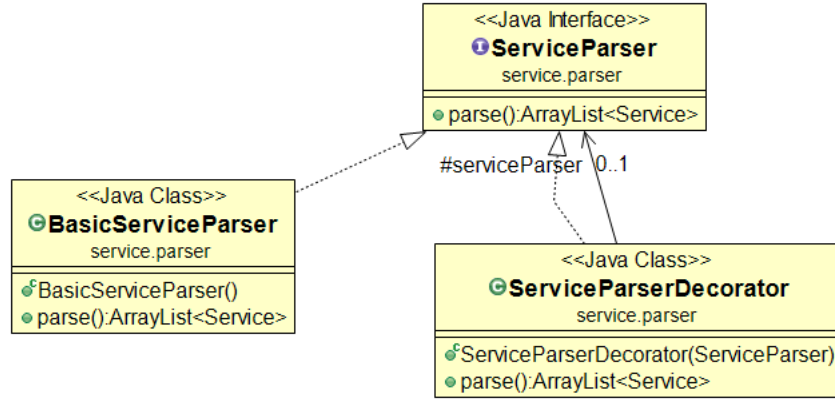 <<Java Interface>>
ServiceParser
service.parser
parse():ArrayList<Service>
#serviceParser 0..1
<<Java Class>>
BasicServiceParser
service.parser
BasicServiceParser()
parse():ArrayList<Service>
<<Java Class>>
ServiceParserDecorator
service.parser
ServiceParserDecorator(ServiceParser)
parse():ArrayList<Service>